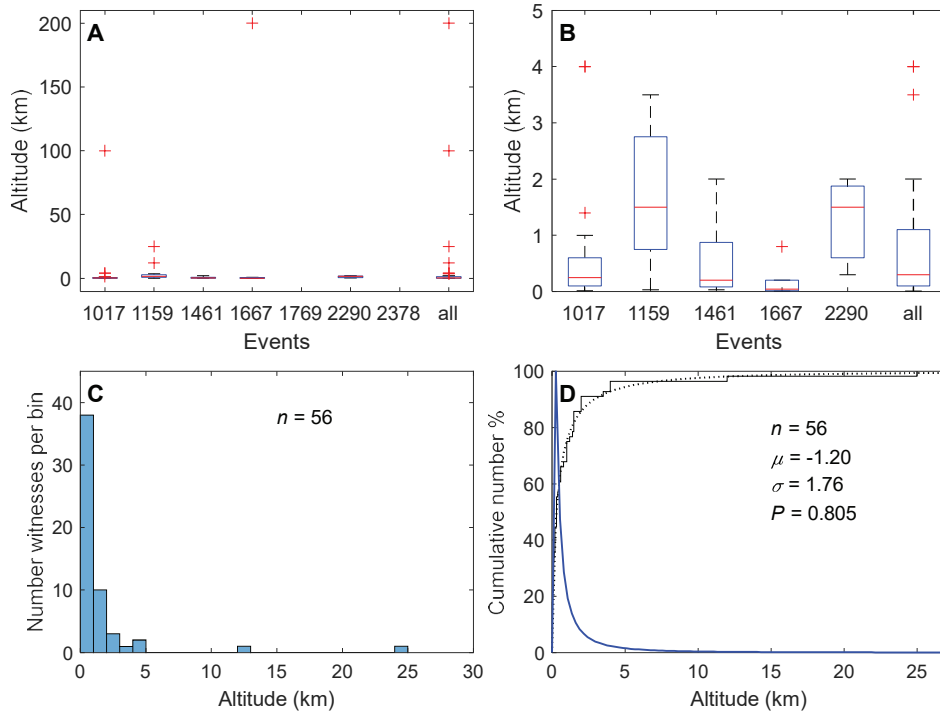 A
Altitude (km)
200
150
100
50
0
1017 1159 1461 1667 1769 2290 2378 all
Events
B
Altitude (km)
5
4
3
2
1
0
1017 1159 1461 1667 2290 all
Events
C
Number witnesses per bin
n = 56
40
30
20
10
0
0 5 10 15 20 25 30
Altitude (km)
D
Cumulative number %
100
80
60
40
20
0
n = 56
μ = -1.20
σ = 1.76
P = 0.805
0 5 10 15 20 25
Altitude (km)